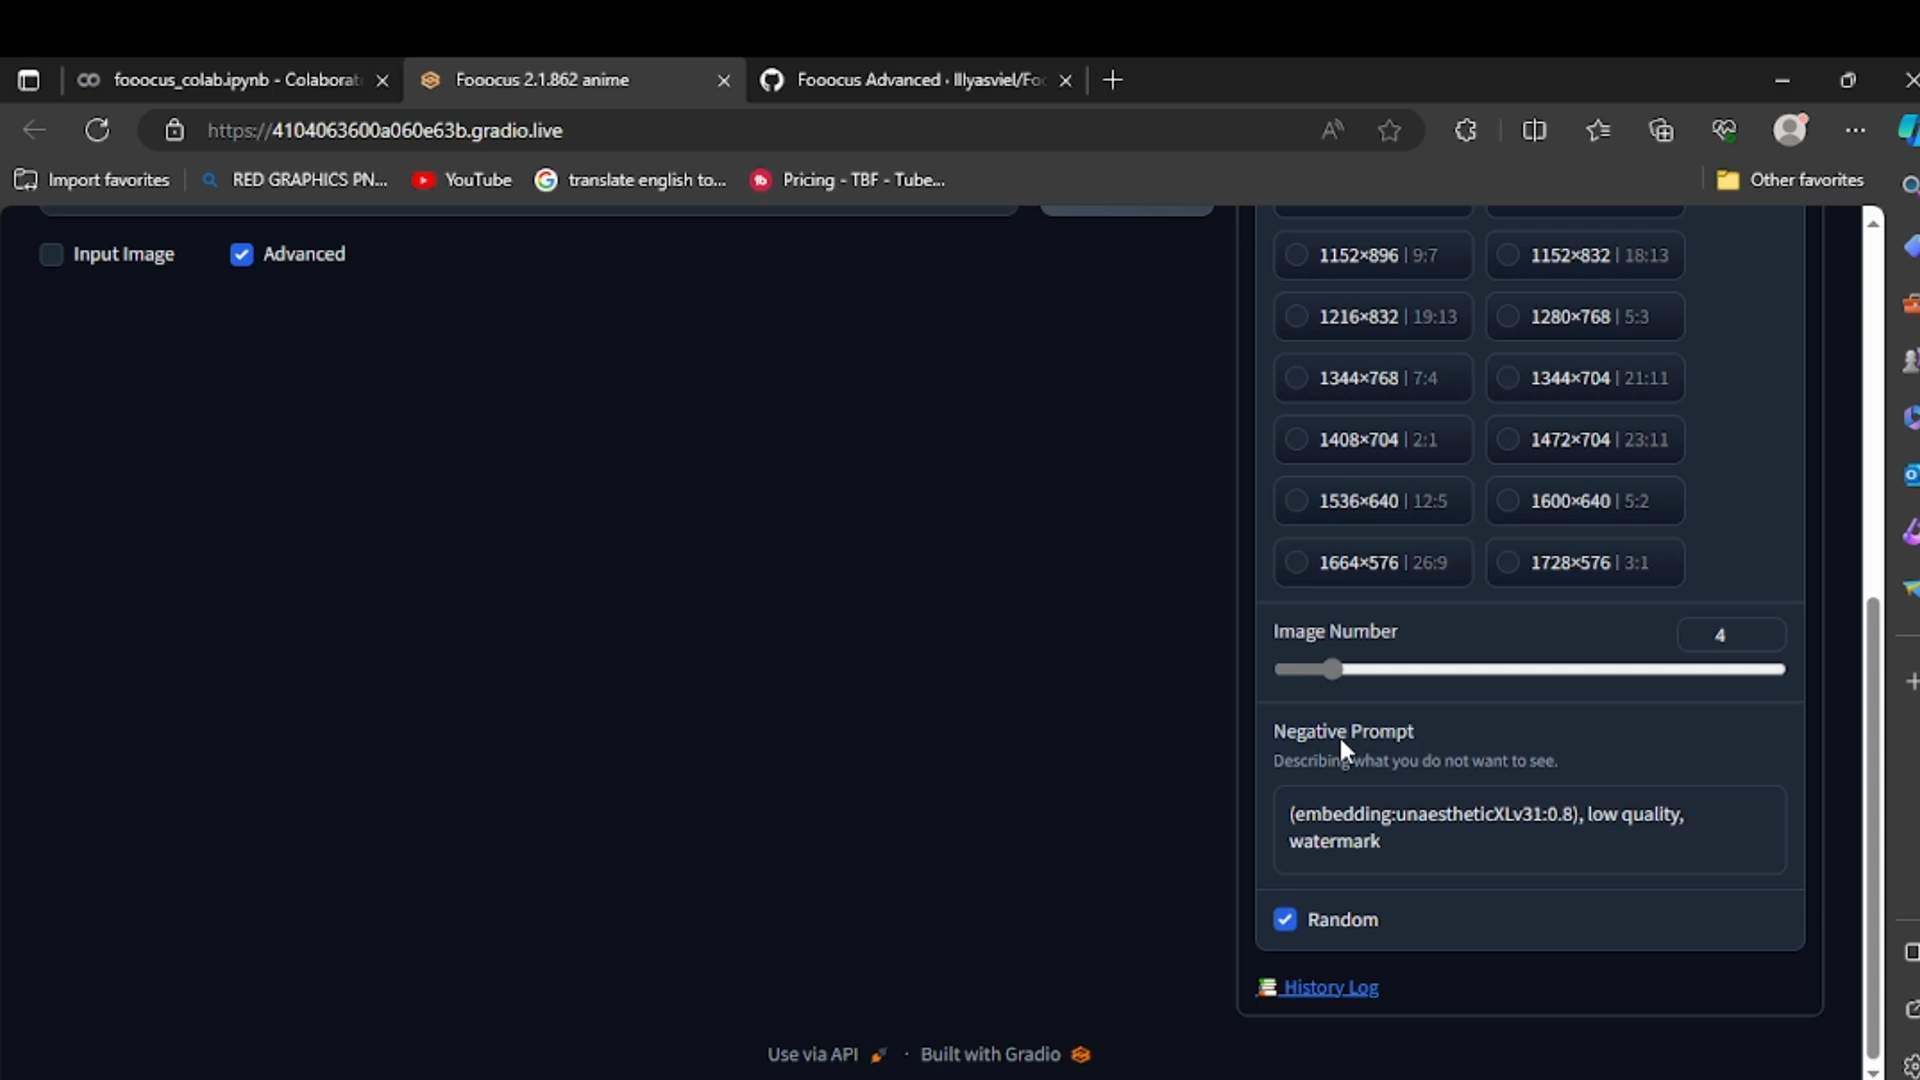 fooocus_colab.ipynb - Colaborat
Fooocus 2.1.862 anime
Fooocus Advanced · lllyasviel/Foo
https://4104063600a060e63b.gradio.live
Import favorites
RED GRAPHICS PN...
YouTube
translate english to...
Pricing - TBF - Tube...
Other favorites
Input Image
Advanced
1152×896 | 9:7
1152×832 | 18:13
1216×832 | 19:13
1280×768 | 5:3
1344×768 | 7:4
1344×704 | 21:11
1408×704 | 2:1
1472×704 | 23:11
1536×640 | 12:5
1600×640 | 5:2
1664×576 | 26:9
1728×576 | 3:1
Image Number
4
Negative Prompt
Describing what you do not want to see.
(embedding:unaestheticXLv31:0.8), low quality,
watermark
Random
History Log
Use via API · Built with Gradio